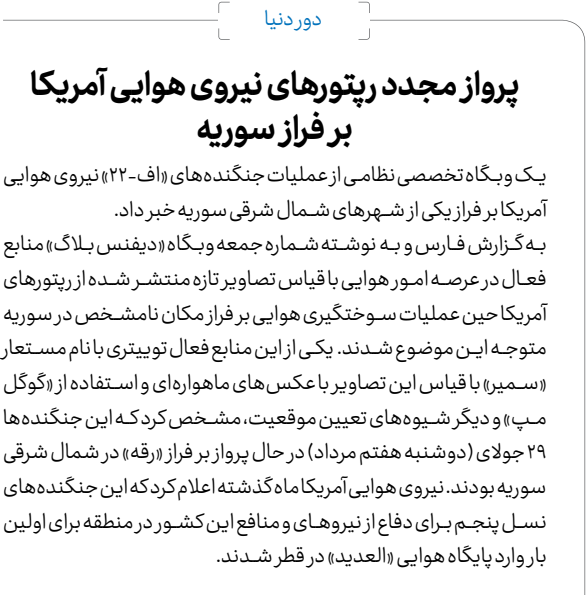 دور دنیا
پرواز مجدد رپتورهای نیروی هوایی آمریکا
بر فراز سوریه
یک وبگاه تخصصی نظامی از عملیات جنگنده‌های «اف-۲۲» نیروی هوایی
آمریکا بر فراز یکی از شهرهای شمال شرقی سوریه خبر داد.
به گزارش فارس و به نوشته شماره جمعه وبگاه «دیفنس بلاگ» منابع
فعال در عرصه امور هوایی با قیاس تصاویر تازه منتشر شده از رپتورهای
آمریکا حین عملیات سوختگیری هوایی بر فراز مکان نامشخص در سوریه
متوجه این موضوع شدند. یکی از این منابع فعال توییتری با نام مستعار
«سمیر» با قیاس این تصاویر با عکس‌های ماهواره‌ای و استفاده از «گوگل
مپ» و دیگر شیوه‌های تعیین موقعیت، مشخص کرد که این جنگنده‌ها
۲۹ جولای (دوشنبه هفتم مرداد) در حال پرواز بر فراز «رقه» در شمال شرقی
سوریه بودند. نیروی هوایی آمریکا ماه گذشته اعلام کرد که این جنگنده‌های
نسل پنجم برای دفاع از نیروهای و منافع این کشور در منطقه برای اولین
بار وارد پایگاه هوایی «العدید» در قطر شدند.